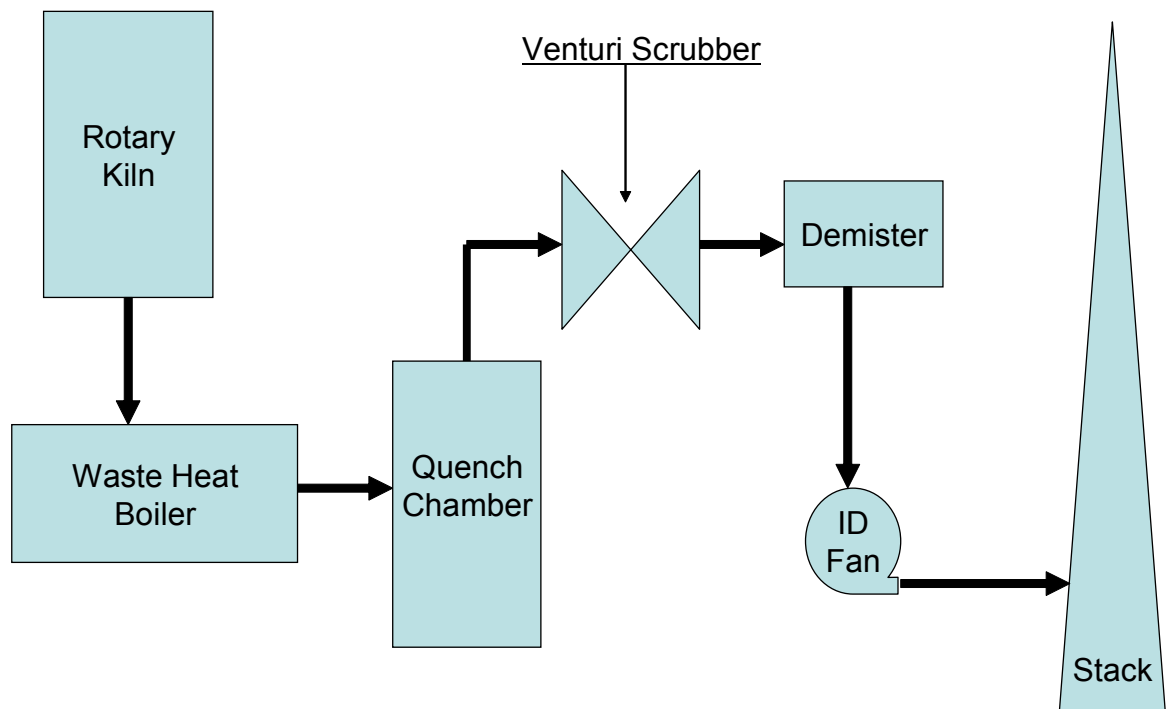 Venturi Scrubber
Rotary
Kiln
Demister
Waste Heat
Boiler
Quench
Chamber
ID
Fan
Stack